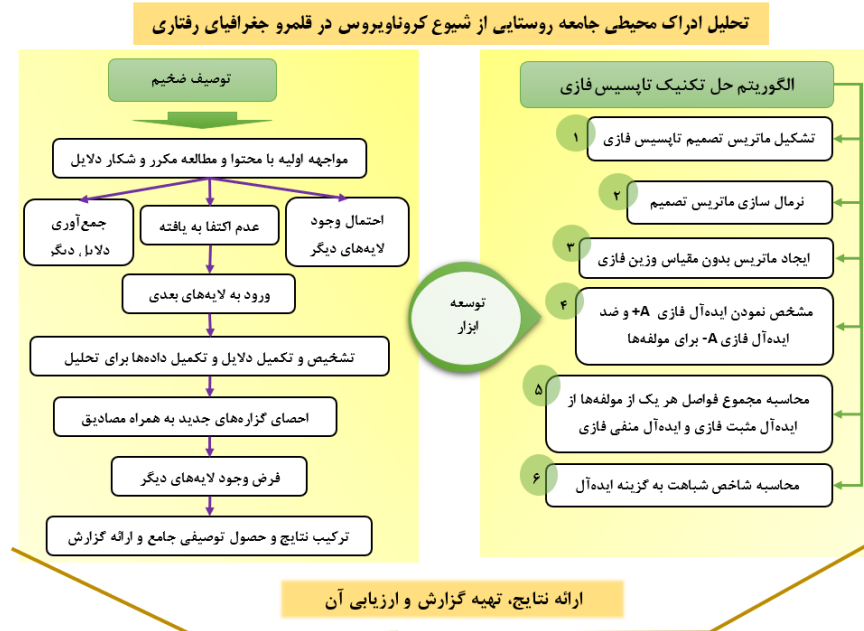 تحلیل ادراک محیطی جامعه روستایی از شیوع کروناویروس در قلمرو جغرافیای رفتاری
الگوریتم حل تکنیک تاپسیس فازی
۱
تشکیل ماتریس تصمیم تاپسیس فازی
۲
نرمال سازی ماتریس تصمیم
۳
ایجاد ماتریس بدون مقیاس وزین فازی
۴
مشخص نمودن ایده‌آل فازی A+ و ضد
ایده‌آل فازی A- برای مولفه‌ها
۵
محاسبه مجموع فواصل هر یک از مولفه‌ها از
ایده‌آل مثبت فازی و ایده‌آل منفی فازی
۶
محاسبه شاخص شباهت به گزینه ایده‌آل
توسعه
ابزار
توصیف ضخیم
مواجهه اولیه با محتوا و مطالعه مکرر و شکار دلایل
احتمال وجود
لایه‌های دیگر
عدم اکتفا به یافته
جمع‌آوری
دلایل دیگر
ورود به لایه‌های بعدی
تشخیص و تکمیل دلایل و تکمیل داده‌ها برای تحلیل
احصای گزاره‌های جدید به همراه مصادیق
فرض وجود لایه‌های دیگر
ترکیب نتایج و حصول توصیفی جامع و ارائه گزارش
ارائه نتایج، تهیه گزارش و ارزیابی آن